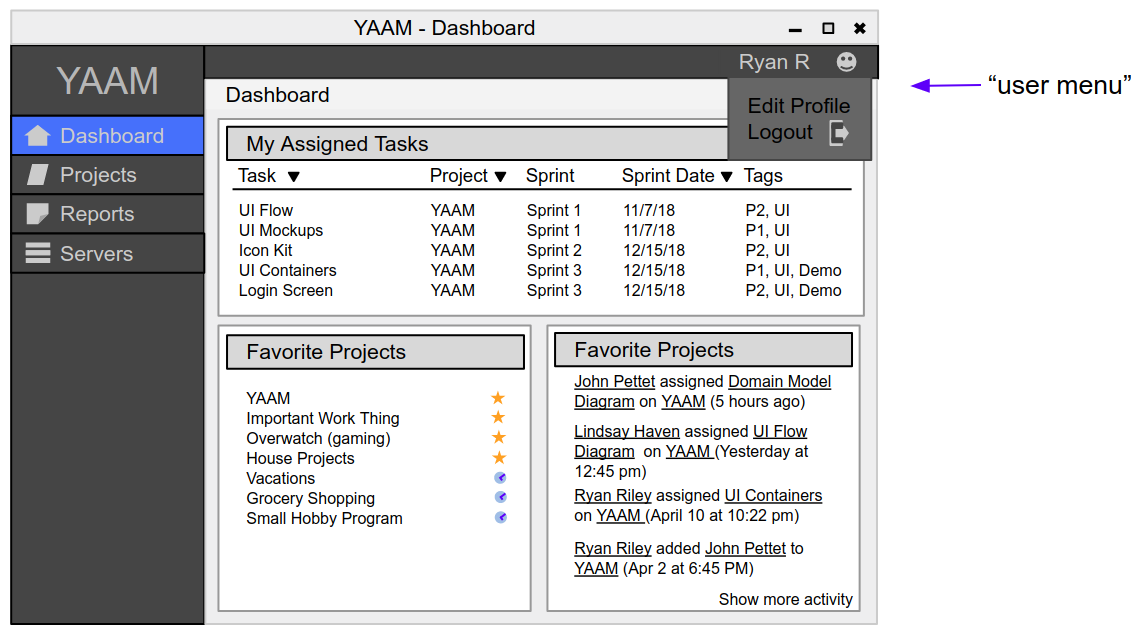 YAAM - Dashboard
YAAM
Ryan R
“user menu”
Edit Profile
Logout
Dashboard
Projects
Reports
Servers
Dashboard
My Assigned Tasks
Task Project Sprint Sprint Date Tags
UI Flow YAAM Sprint 1 11/7/18 P2, UI
UI Mockups YAAM Sprint 1 11/7/18 P1, UI
Icon Kit YAAM Sprint 2 12/15/18 P2, UI
UI Containers YAAM Sprint 3 12/15/18 P1, UI, Demo
Login Screen YAAM Sprint 3 12/15/18 P2, UI, Demo
Favorite Projects
YAAM
Important Work Thing
Overwatch (gaming)
House Projects
Vacations
Grocery Shopping
Small Hobby Program
Favorite Projects
John Pettet assigned Domain Model
Diagram on YAAM (5 hours ago)
Lindsay Haven assigned UI Flow
Diagram on YAAM (Yesterday at
12:45 pm)
Ryan Riley assigned UI Containers
on YAAM (April 10 at 10:22 pm)
Ryan Riley added John Pettet to
YAAM (Apr 2 at 6:45 PM)
Show more activity